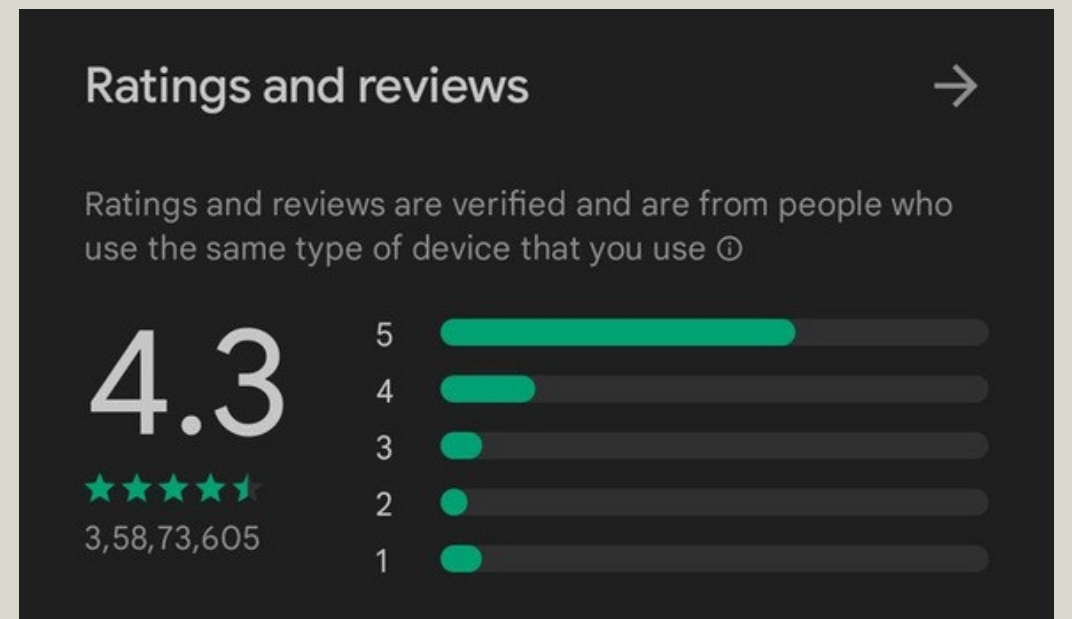 Ratings and reviews
Ratings and reviews are verified and are from people who
use the same type of device that you use
4.3
3,58,73,605
5
4
3
2
1